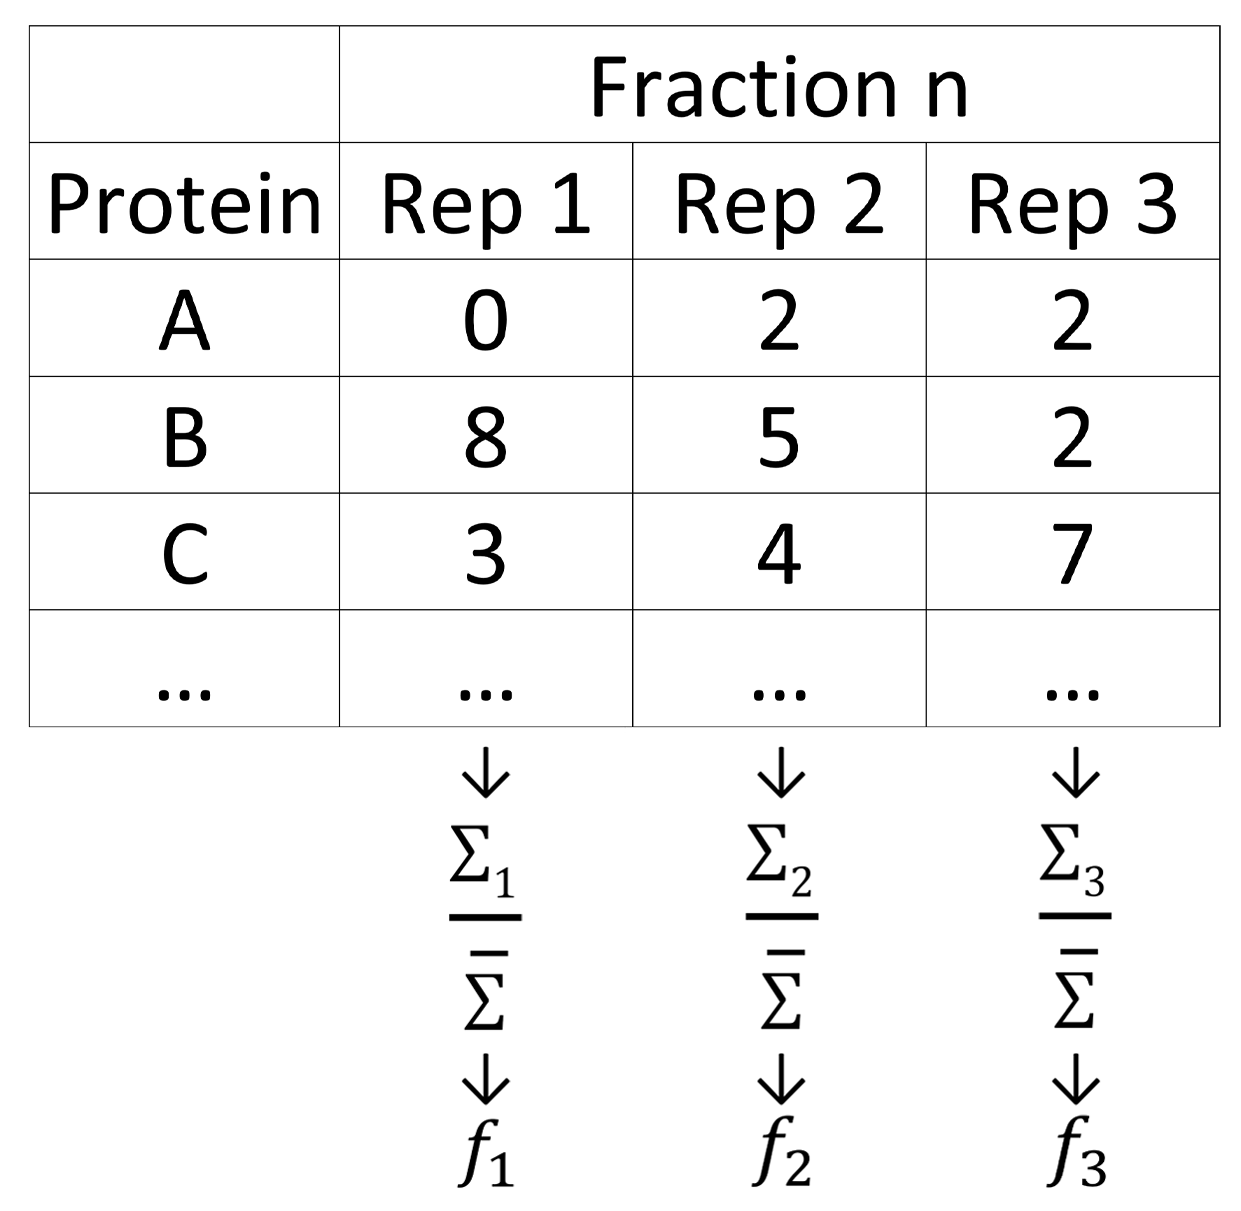 Fraction n
Protein Rep 1 Rep 2 Rep 3
A 0 2 2
B 8 5 2
C 3 4 7
... ... ... ...
↓ ↓ ↓
Σ₁ Σ₂ Σ₃
Σ̅ Σ̅ Σ̅
↓ ↓ ↓
f₁ f₂ f₃